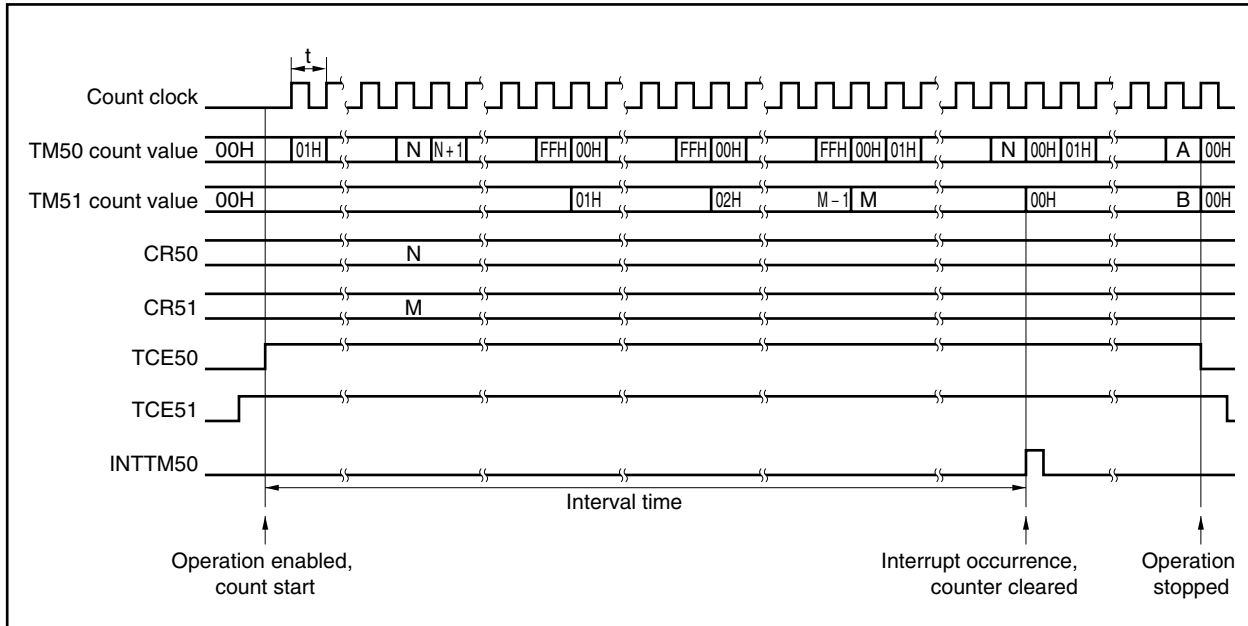 t
Count clock
TM50 count value 00H 01H N N + 1 FFH 00H FFH 00H FFH 00H 01H N 00H 01H A 00H
TM51 count value 00H 01H 02H M − 1 M 00H B 00H
CR50 N
CR51 M
TCE50
TCE51
INTTM50
Interval time
Operation enabled,
count start
Interrupt occurrence,
counter cleared
Operation
stopped